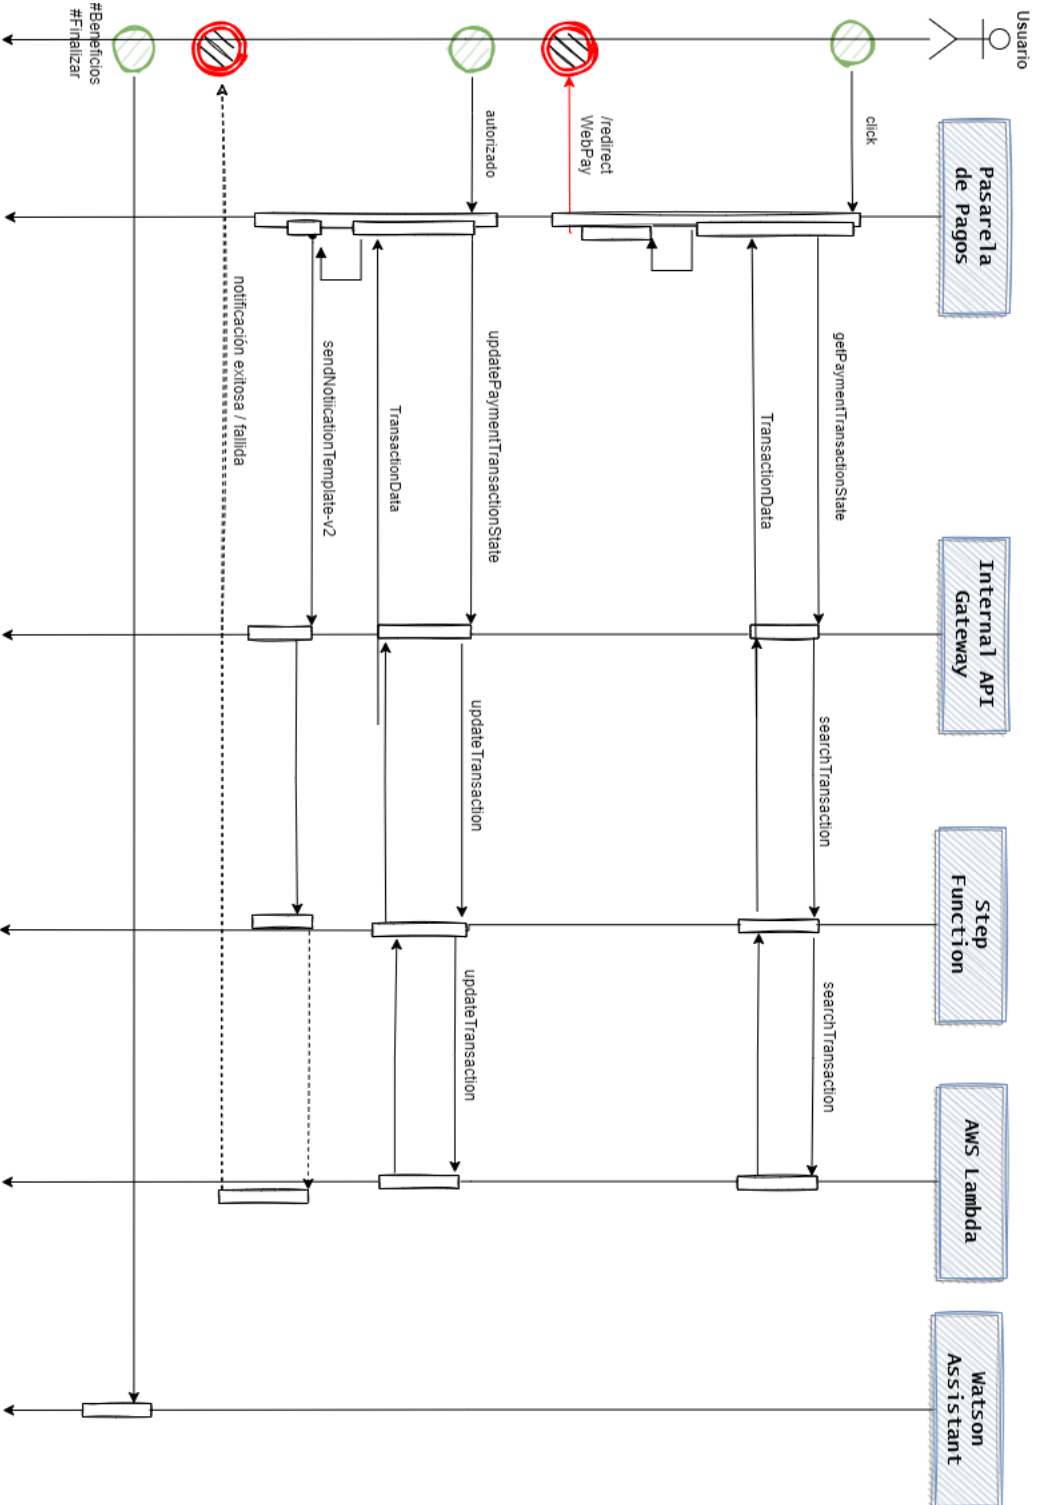 Usuario
Pasarela
de Pagos
Internal API
Gateway
Step
Function
AWS Lambda
Watson
Assistant
click
getPaymentTransactionState
searchTransaction
searchTransaction
TransactionData
/redirect
WebPay
autorizado
updatePaymentTransactionState
updateTransaction
updateTransaction
TransactionData
sendNotiicationTemplate-v2
notificación exitosa / fallida
#Beneficios
#Finalizar